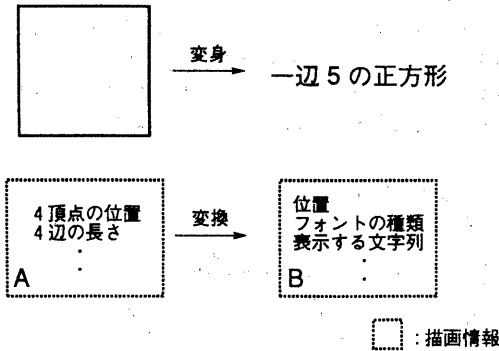 変身
一辺5の正方形
4頂点の位置
4辺の長さ
・
・
A
変換
位置
フォントの種類
表示する文字列
・
・
B
：描画情報